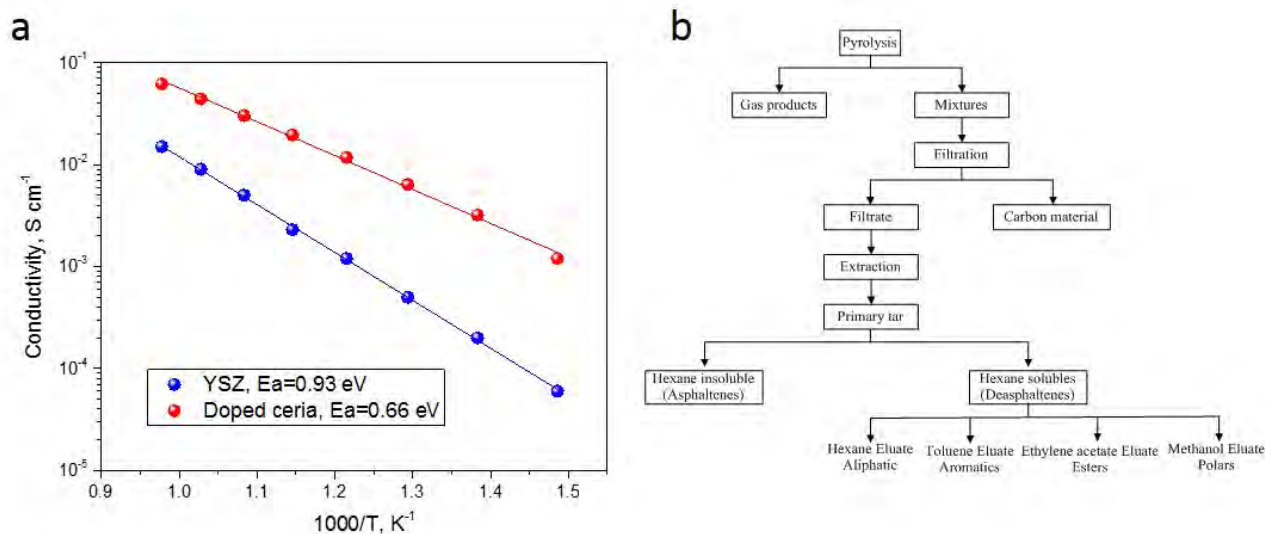 a
10⁻¹
10⁻²
10⁻³
10⁻⁴
10⁻⁵
Conductivity, S cm⁻¹
YSZ, Ea=0.93 eV
Doped ceria, Ea=0.66 eV
0.9 1.0 1.1 1.2 1.3 1.4 1.5
1000/T, K⁻¹
b
Pyrolysis
Gas products
Mixtures
Filtration
Filtrate
Carbon material
Extraction
Primary tar
Hexane insoluble
(Asphaltenes)
Hexane solubles
(Deasphaltenes)
Hexane Eluate
Aliphatic
Toluene Eluate
Aromatics
Ethylene acetate Eluate
Esters
Methanol Eluate
Polars